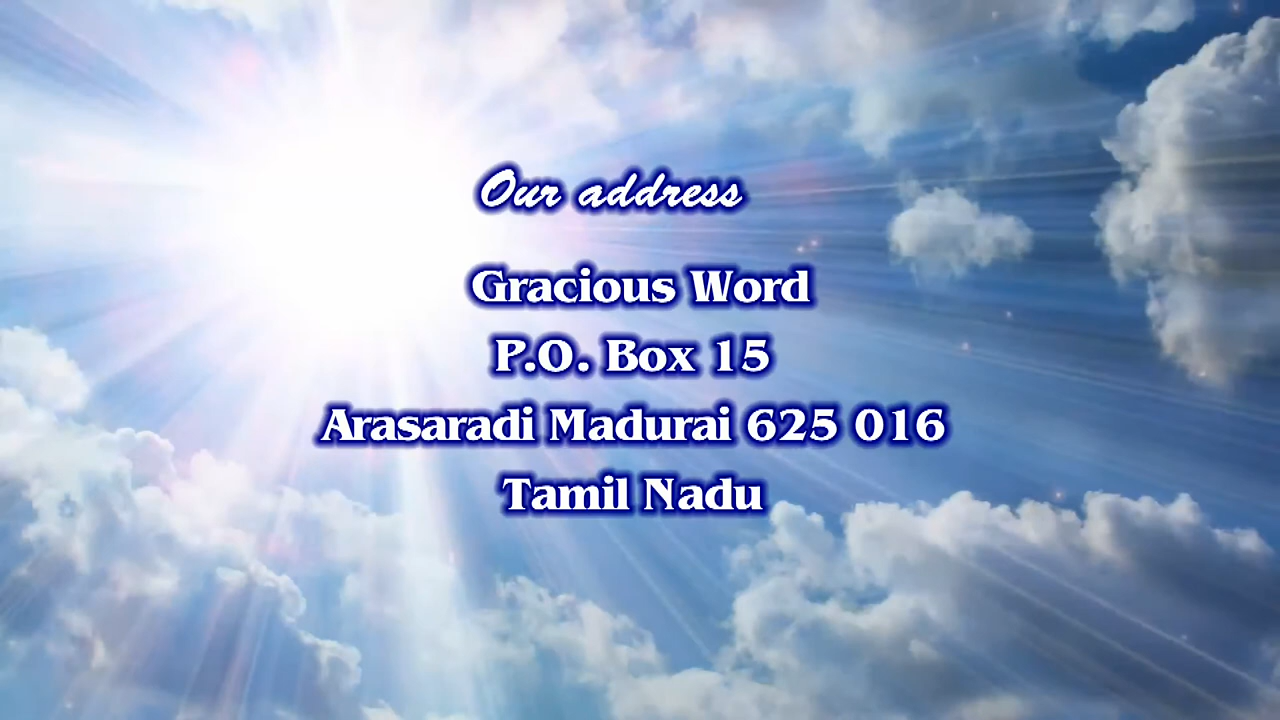 Our address
Gracious Word
P.O. Box 15
Arasaradi Madurai 625 016
Tamil Nadu